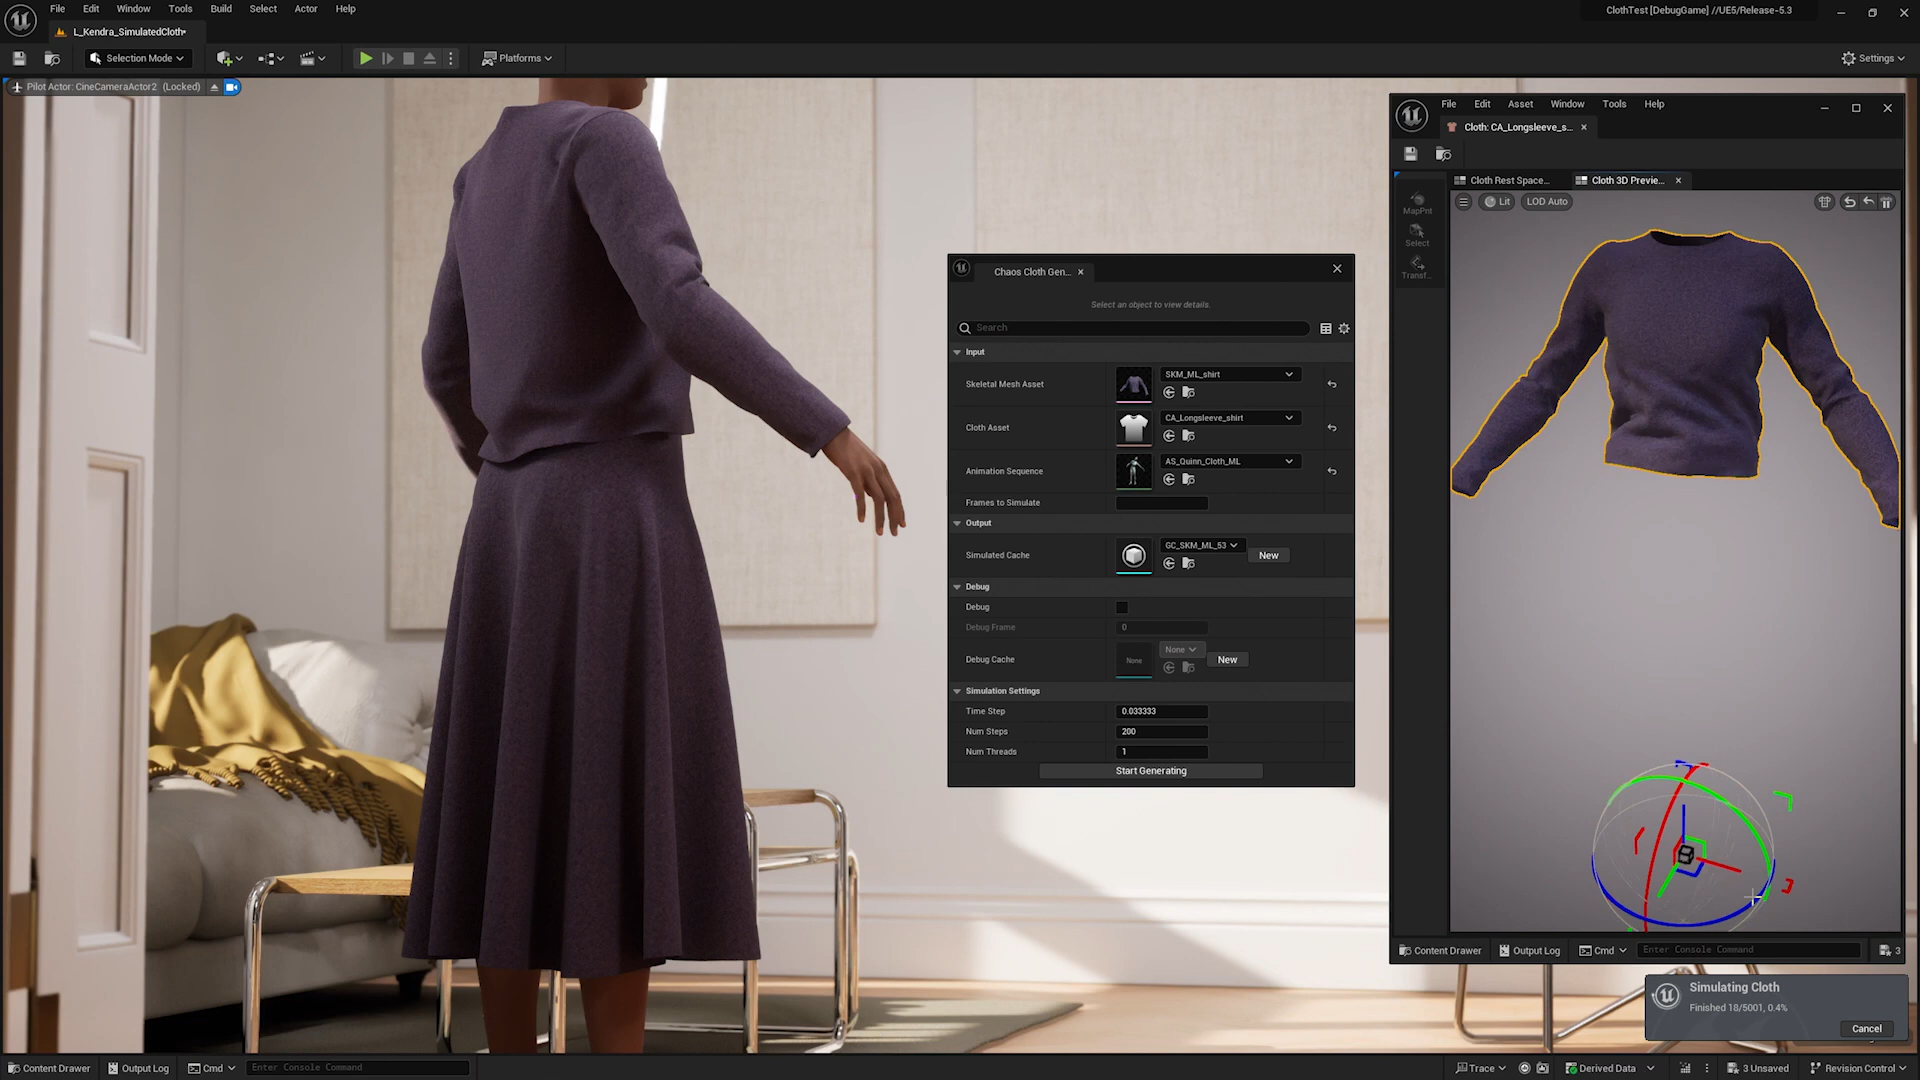 File Edit Window Tools Build Select Actor Help
ClothTest [DebugGame] //UE5/Release-5.3
L_Kendra_SimulatedCloth*
Selection Mode
Platforms
Settings
Pilot Actor: CineCameraActor2 (Locked)
File Edit Asset Window Tools Help
Cloth: CA_Longsleeve_s...
Cloth Rest Space...
Cloth 3D Previe...
MapPnt
Select
Transf...
Lit
LOD Auto
Chaos Cloth Gen...
Select an object to view details.
Search
Input
Skeletal Mesh Asset
SKM_ML_shirt
Cloth Asset
CA_Longsleeve_shirt
Animation Sequence
AS_Quinn_Cloth_ML
Frames to Simulate
Output
Simulated Cache
GC_SKM_ML_53
New
Debug
Debug
Debug Frame
0
Debug Cache
None
None
New
Simulation Settings
Time Step
0.033333
Num Steps
200
Num Threads
1
Start Generating
Content Drawer
Output Log
Cmd
Enter Console Command
3
Simulating Cloth
Finished 18/5001, 0.4%
Cancel
Content Drawer
Output Log
Cmd
Enter Console Command
Trace
Derived Data
3 Unsaved
Revision Control